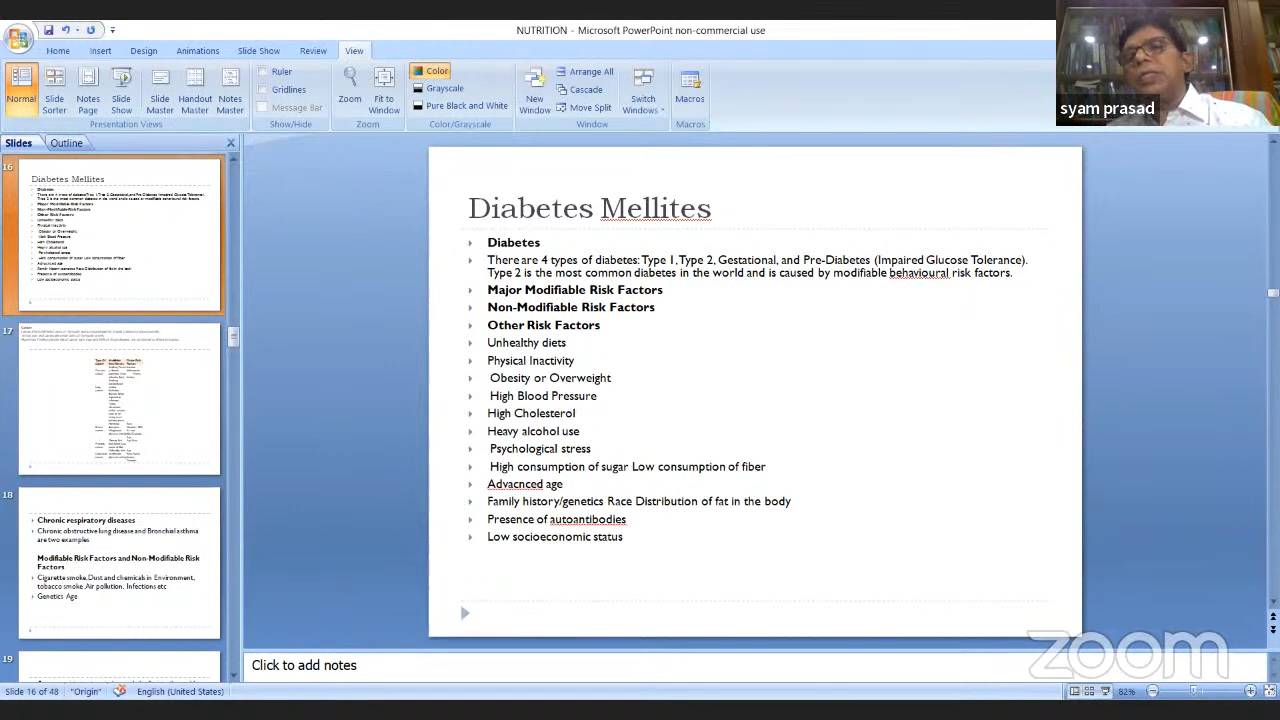 NUTRITION - Microsoft PowerPoint non-commercial use
Home Insert Design Animations Slide Show Review View
Normal Slide Sorter Notes Page Slide Show Slide Master Handout Master Notes Master
Presentation Views
Ruler
Gridlines
Message Bar
Show/Hide
Zoom Fit to Window
Zoom
Color
Grayscale
Pure Black and White
Color/Grayscale
New Window
Arrange All
Cascade
Move Split
Switch Windows
Window
Macros
Macros
syam prasad
Slides Outline
16
Diabetes Mellites
17
18
Chronic respiratory diseases
Chronic obstructive lung disease and Bronchial asthma
are two examples
Modifiable Risk Factors and Non-Modifiable Risk
Factors
Cigarette smoke, Dust and chemicals in Environment,
tobacco smoke ,Air pollution, Infections etc
Genetics Age
19
Diabetes Mellites
Diabetes
There are 4 types of diabetes: Type 1, Type 2, Gestational, and Pre-Diabetes (Impaired Glucose Tolerance).
Type 2 is the most common diabetes in the world and is caused by modifiable behavioural risk factors.
Major Modifiable Risk Factors
Non-Modifiable Risk Factors
Other Risk Factors
Unhealthy diets
Physical Inactivity
Obesity or Overweight
High Blood Pressure
High Cholesterol
Heavy alcohol use
Psychological stress
High consumption of sugar Low consumption of fiber
Advacnced age
Family history/genetics Race Distribution of fat in the body
Presence of autoantibodies
Low socioeconomic status
zoom
Click to add notes
Slide 16 of 48 "Origin" English (United States) 82%